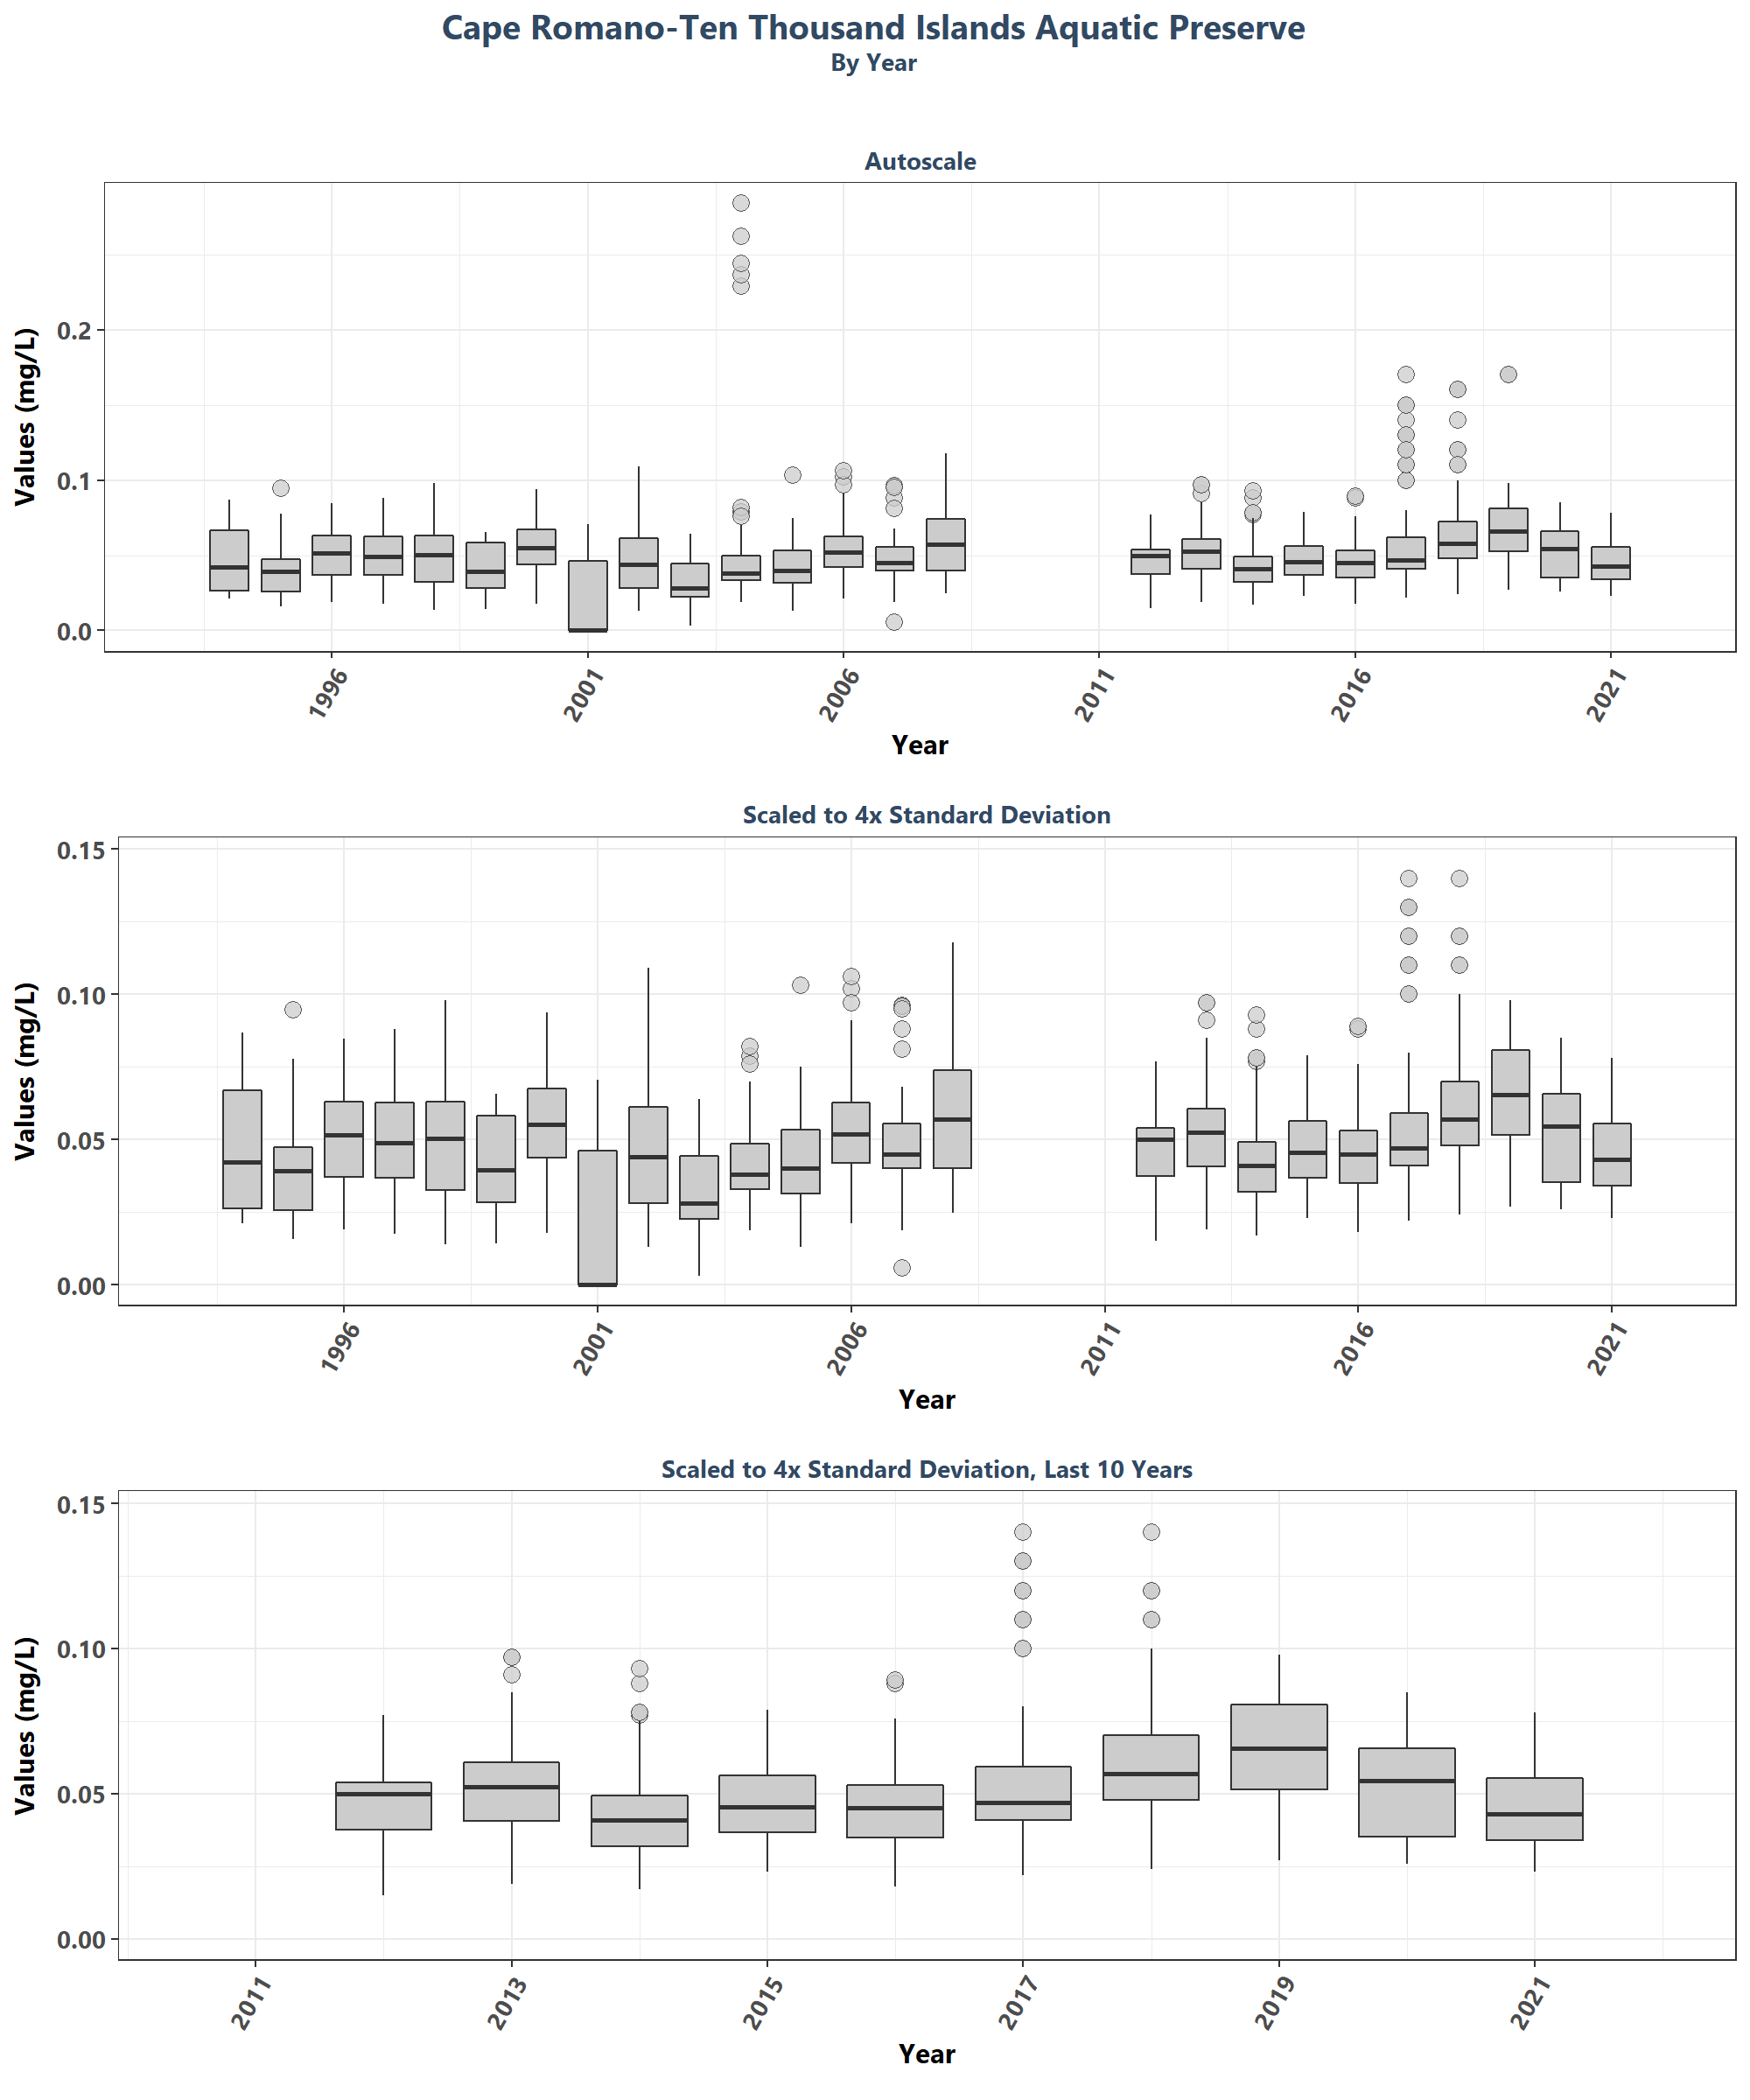 Cape Romano-Ten Thousand Islands Aquatic Preserve
By Year
Autoscale
Values (mg/L)
0.2
0.1
0.0
1996 2001 2006 2011 2016 2021
Year
Scaled to 4x Standard Deviation
Values (mg/L)
0.15
0.10
0.05
0.00
1996 2001 2006 2011 2016 2021
Year
Scaled to 4x Standard Deviation, Last 10 Years
Values (mg/L)
0.15
0.10
0.05
0.00
2011 2013 2015 2017 2019 2021
Year